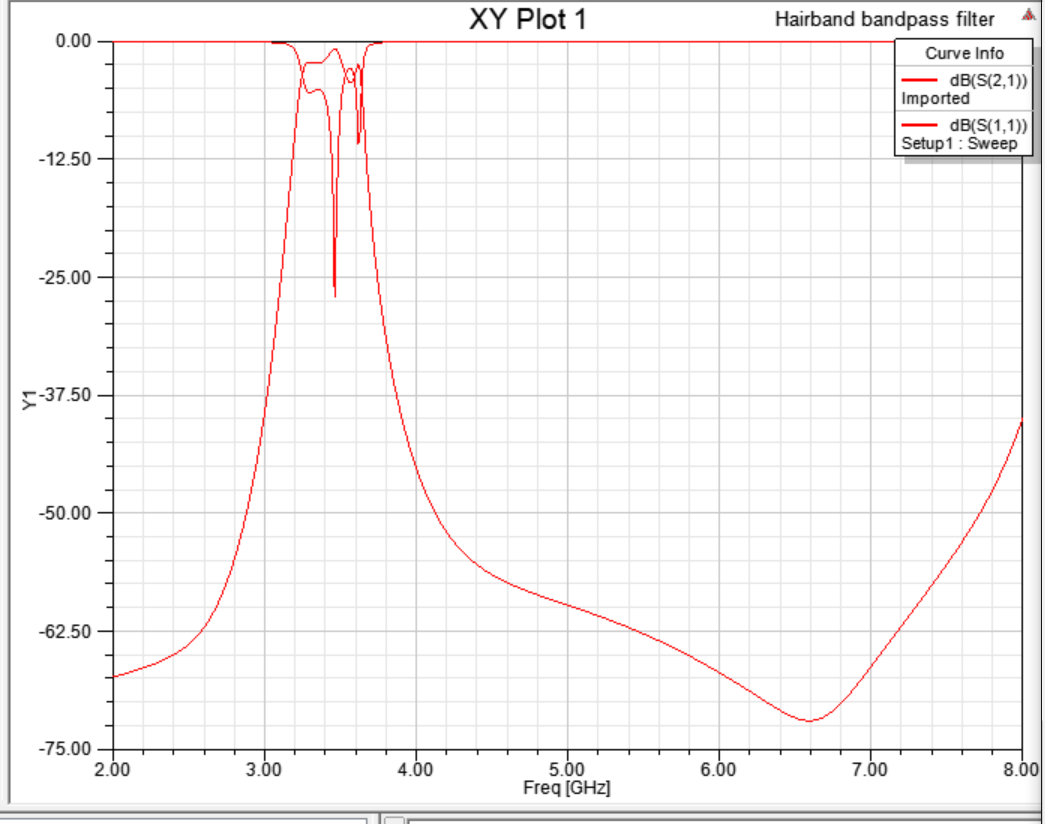 XY Plot 1
Hairband bandpass filter
Curve Info
dB(S(2,1))
Imported
dB(S(1,1))
Setup1 : Sweep
0.00
-12.50
-25.00
-37.50
-50.00
-62.50
-75.00
Y1
2.00 3.00 4.00 5.00 6.00 7.00 8.00
Freq [GHz]